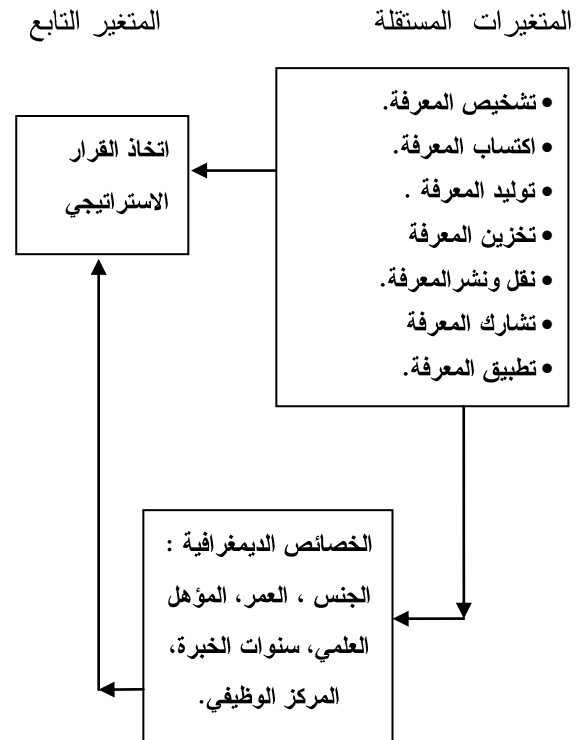 المتغيرات المستقلة
المتغير التابع
• تشخيص المعرفة.
• اكتساب المعرفة.
• توليد المعرفة .
• تخزين المعرفة
• نقل ونشرالمعرفة.
• تشارك المعرفة
• تطبيق المعرفة.
اتخاذ القرار
الاستراتيجي
الخصائص الديمغرافية :
الجنس ، العمر، المؤهل
العلمي، سنوات الخبرة،
المركز الوظيفي.